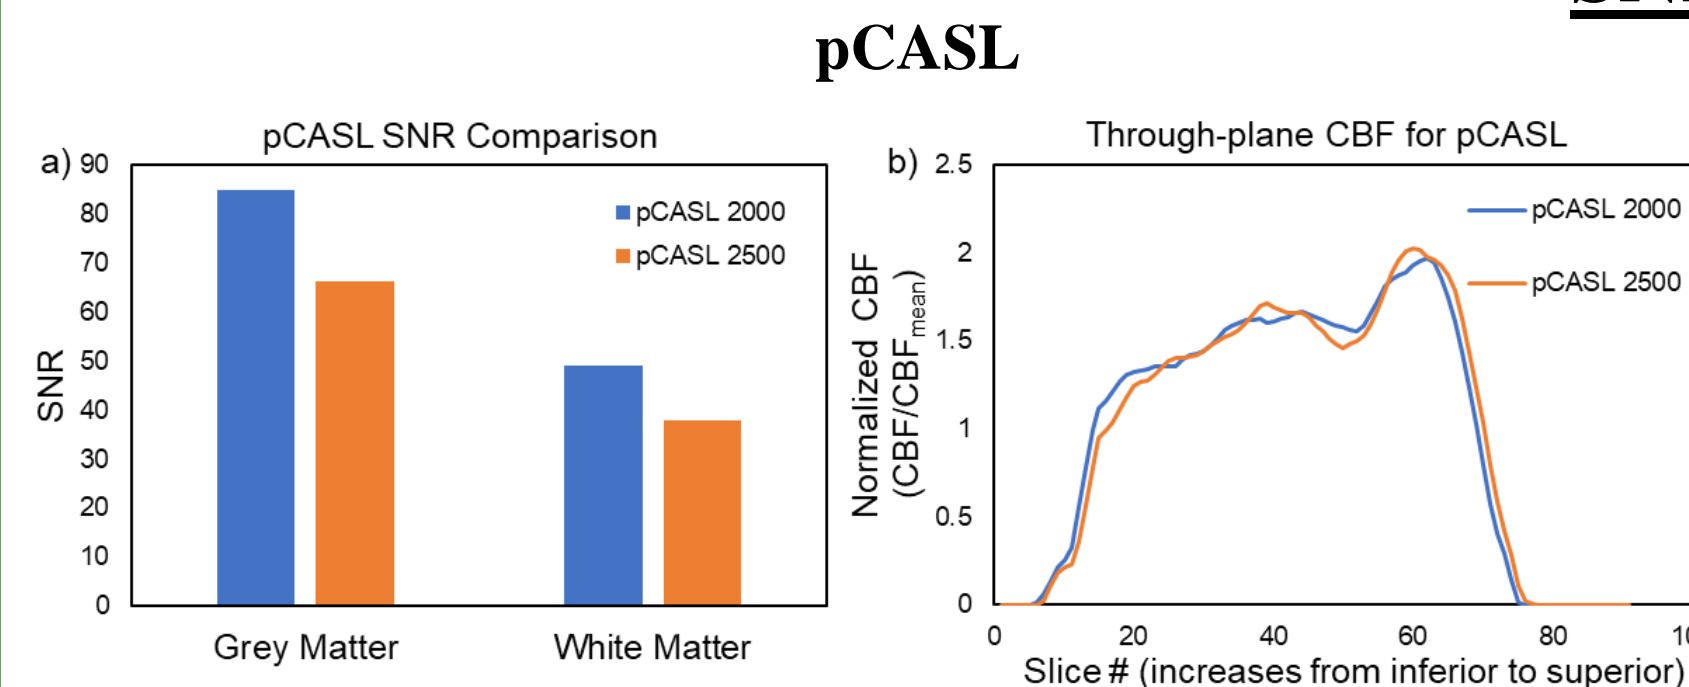 pCASL
pCASL SNR Comparison
a)
90
80
70
60
50
40
30
20
10
0
SNR
pCASL 2000
pCASL 2500
Grey Matter
White Matter
Through-plane CBF for pCASL
b)
2.5
2
1.5
1
0.5
0
Normalized CBF
(CBF/CBFmean)
pCASL 2000
pCASL 2500
0 20 40 60 80
Slice # (increases from inferior to superior)